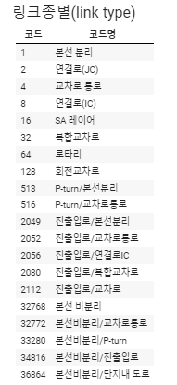 링크종별(link type)
코드 코드명
1 본선 분리
2 연결로(JC)
4 교차로 통로
8 연결로(IC)
16 SA 레이어
32 복합교차로
64 로타리
128 회전교차로
513 P-turn/본선분리
516 P-turn/교차로통로
2049 진출입로/본선분리
2052 진출입로/교차로통로
2056 진출입로/연결로IC
2080 진출입로/복합교차로
2112 진출입로/교차로
32768 본선 비분리
32772 본선비분리/교차로통로
33280 본선비분리/P-turn
34816 본선비분리/진출입로
36864 본선비분리/단지내 도로